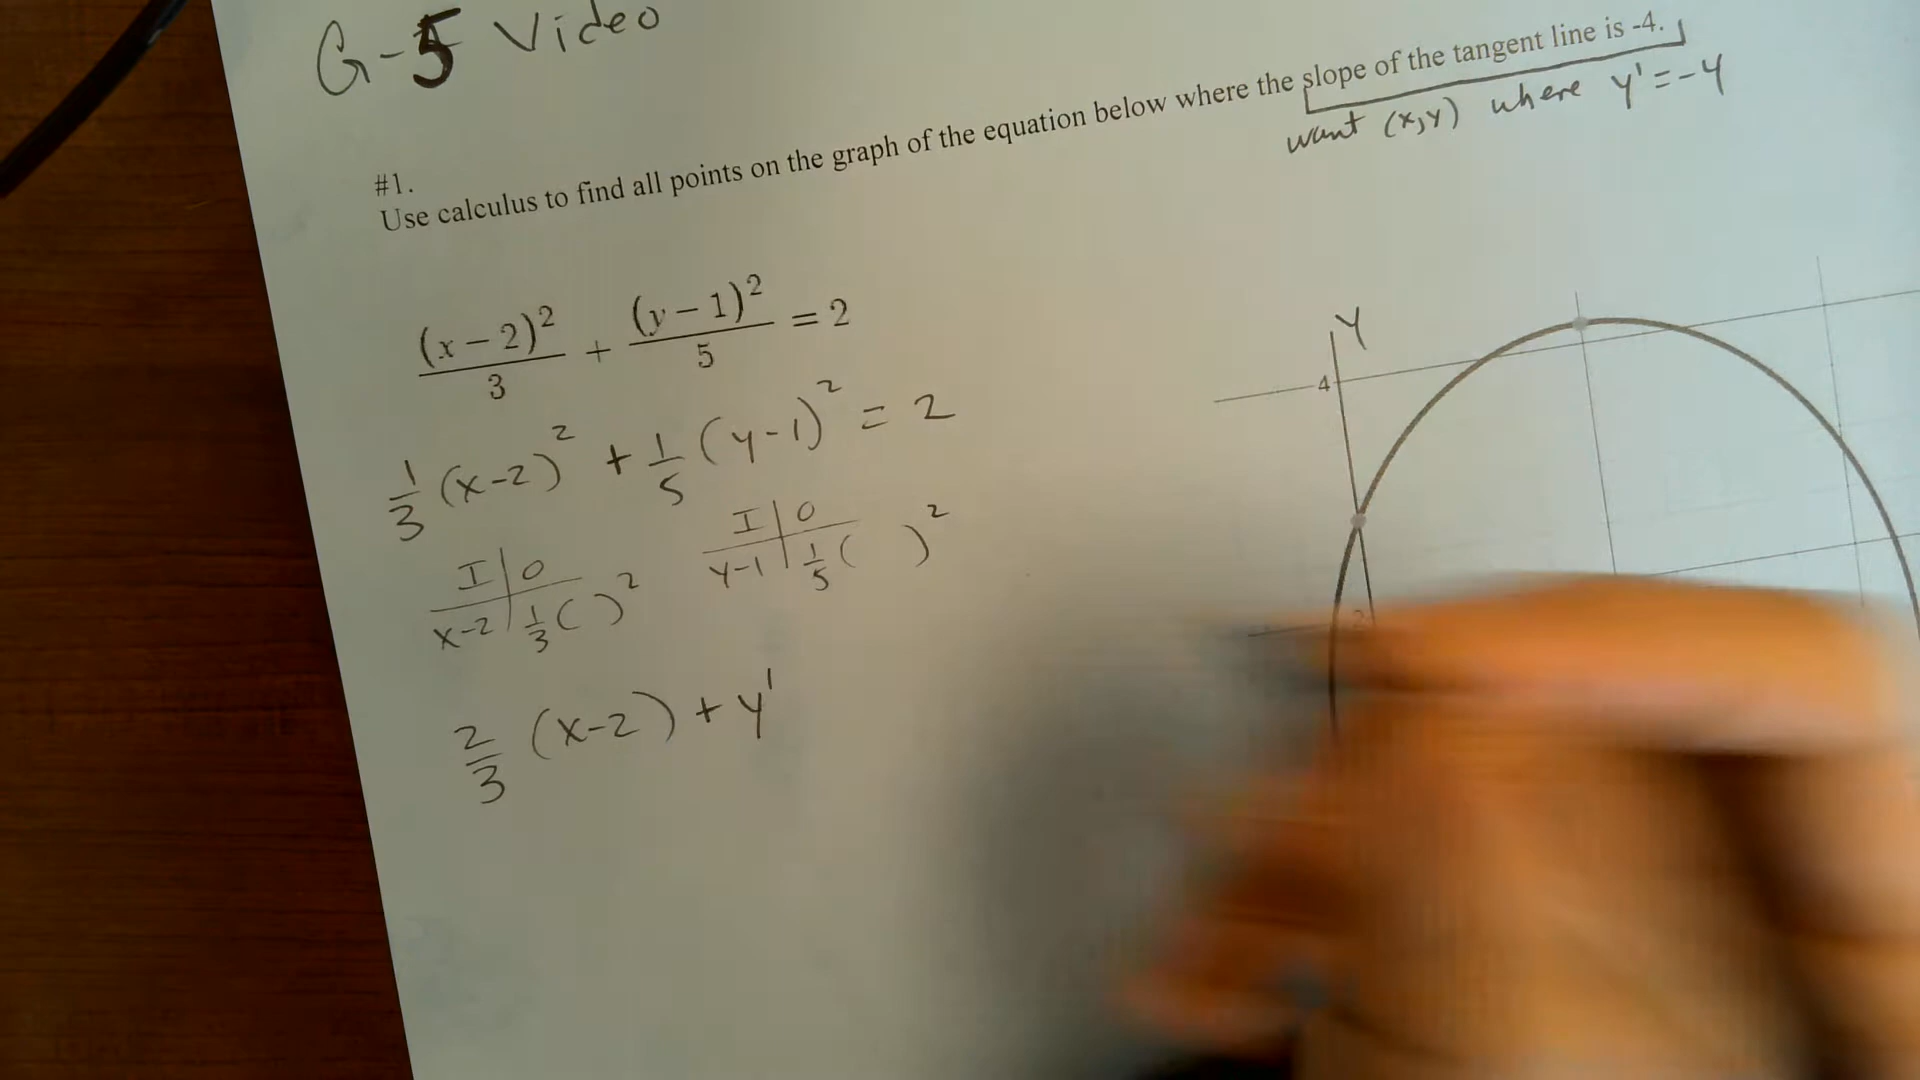 G-5 Video
#1.
Use calculus to find all points on the graph of the equation below where the slope of the tangent line is -4.
want (x,y) where y'=-4
(x − 2)² / 3 + (y − 1)² / 5 = 2
1/3 (x-2)² + 1/5 (y-1)² = 2
I | O
x-2 | 1/3 ( )²
I | O
y-1 | 1/5 ( )²
2/3 (x-2) + y'
Y
4
2